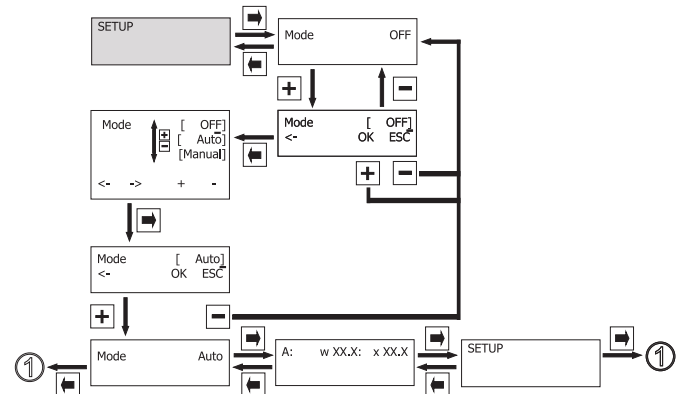 SETUP
Mode OFF
+ -
Mode [ OFF]
<- OK ESC
Mode + - [ OFF]
[ Auto]
[Manual]
<- -> + -
+ -
Mode [ Auto]
<- OK ESC
+ -
1 Mode Auto
A: w XX.X: x XX.X
SETUP
1